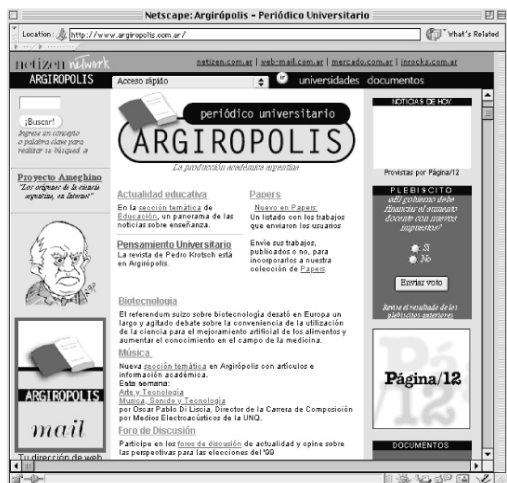 Netscape: Argirópolis - Periódico Universitario
Location: http://www.argiropolis.com.ar/
What's Related
netizen network
netizen.com.ar | web-mail.com.ar | mercado.com.ar | inrocks.com.ar
ARGIROPOLIS
Acceso rápido
ir
universidades documentos
¡Buscar!
Ingrese un concepto
o palabra clave para
realizar su búsqued a
Proyecto Ameghino
"Los orígenes de la ciencia
argentina, en Internet"
ARGIROPOLIS
mail
Tu dirección de web
periódico universitario
ARGIROPOLIS
La producción académica argentina
Actualidad educativa
En la sección temática de
Educación, un panorama de las
noticias sobre enseñanza.
Pensamiento Universitario
La revista de Pedro Krotsch está
en Argirópolis.
Papers
Nuevo en Papers:
Un listado con los trabajos
que enviaron los usuarios
Envíe sus trabajos,
publicados o no, para
incorporarlos a nuestra
colección de Papers.
Biotecnología
El referendum suizo sobre biotecnología desató en Europa un
largo y agitado debate sobre la conveniencia de la utilización
de la ciencia para el mejoramiento artificial de los alimentos y
aumentar el conocimiento en el campo de la medicina.
Música
Nueva sección temática en Argirópolis con artículos e
información académica.
Esta semana:
Arte y Tecnología
Musica, Sonido y Tecnología
por Oscar Pablo Di Liscia, Director de la Carrera de Composición
por Medios Electroacústicos de la UNQ.
Foro de Discusión
Participe en los foros de discusión de actualidad y opine sobre
las perspectivas para las elecciones del '99
NOTICIAS DE HOY
Provistas por Página/12
PLEBISCITO
¿El gobierno debe
financiar el aumento
docente con nuevos
impuestos?
Si
No
Enviar voto
Revise el resultado de los
plebiscitos anteriores
Página/12
DOCUMENTOS